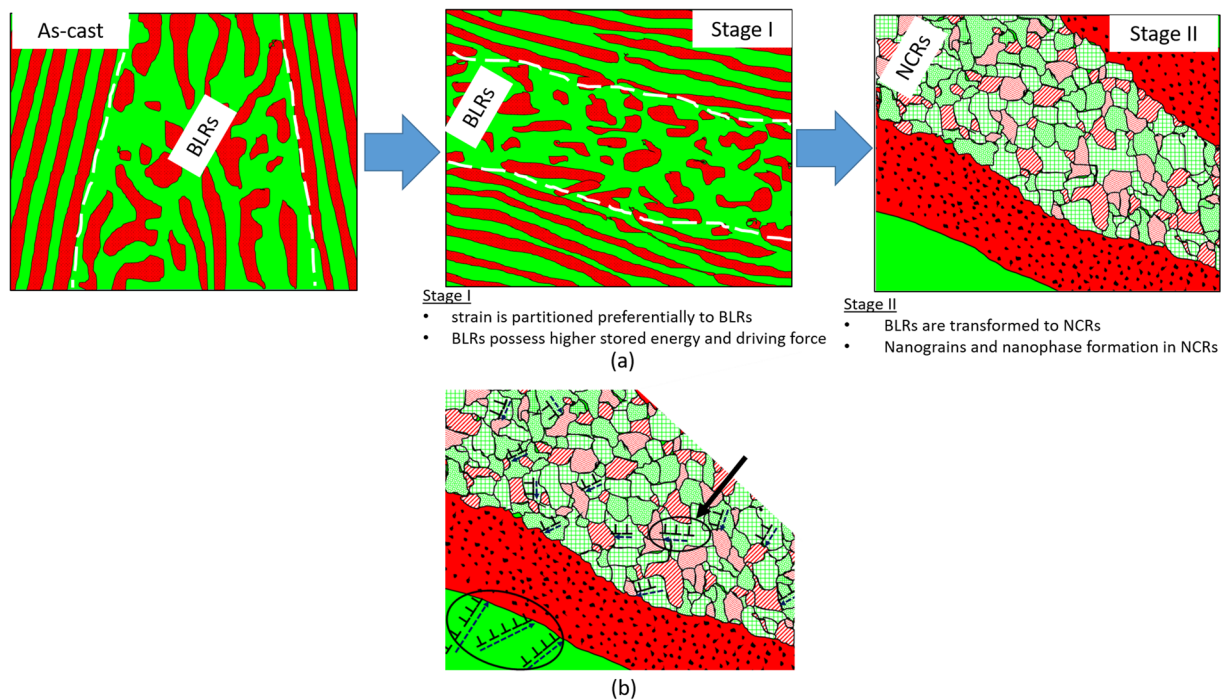 As-cast
BLRs
Stage I
BLRs
Stage II
NCRs
Stage I
• strain is partitioned preferentially to BLRs
• BLRs possess higher stored energy and driving force
Stage II
• BLRs are transformed to NCRs
• Nanograins and nanophase formation in NCRs
(a)
(b)